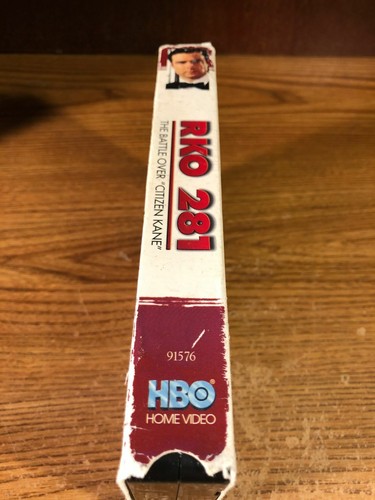 RKO 281
THE BATTLE OVER "CITIZEN KANE"
91576
HBO®
HOME VIDEO